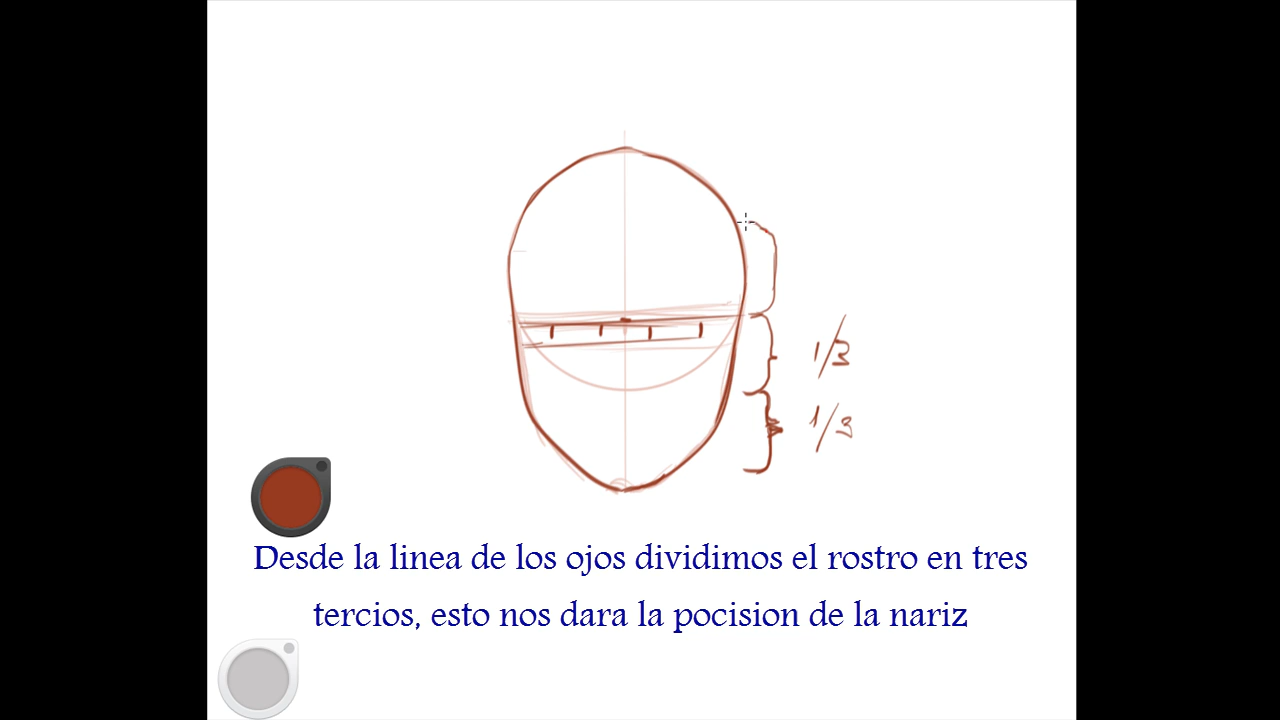 1/3
1/3
Desde la linea de los ojos dividimos el rostro en tres
tercios, esto nos dara la pocision de la nariz